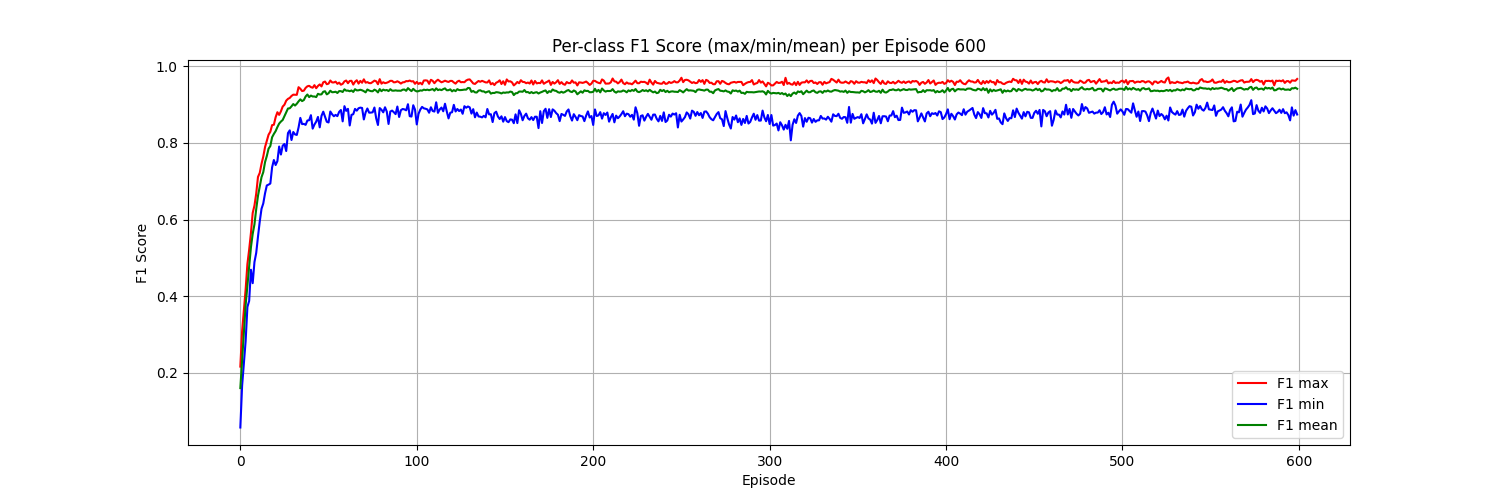 Per-class F1 Score (max/min/mean) per Episode 600
F1 Score
1.0
0.8
0.6
0.4
0.2
0
100
200
300
400
500
600
Episode
F1 max
F1 min
F1 mean